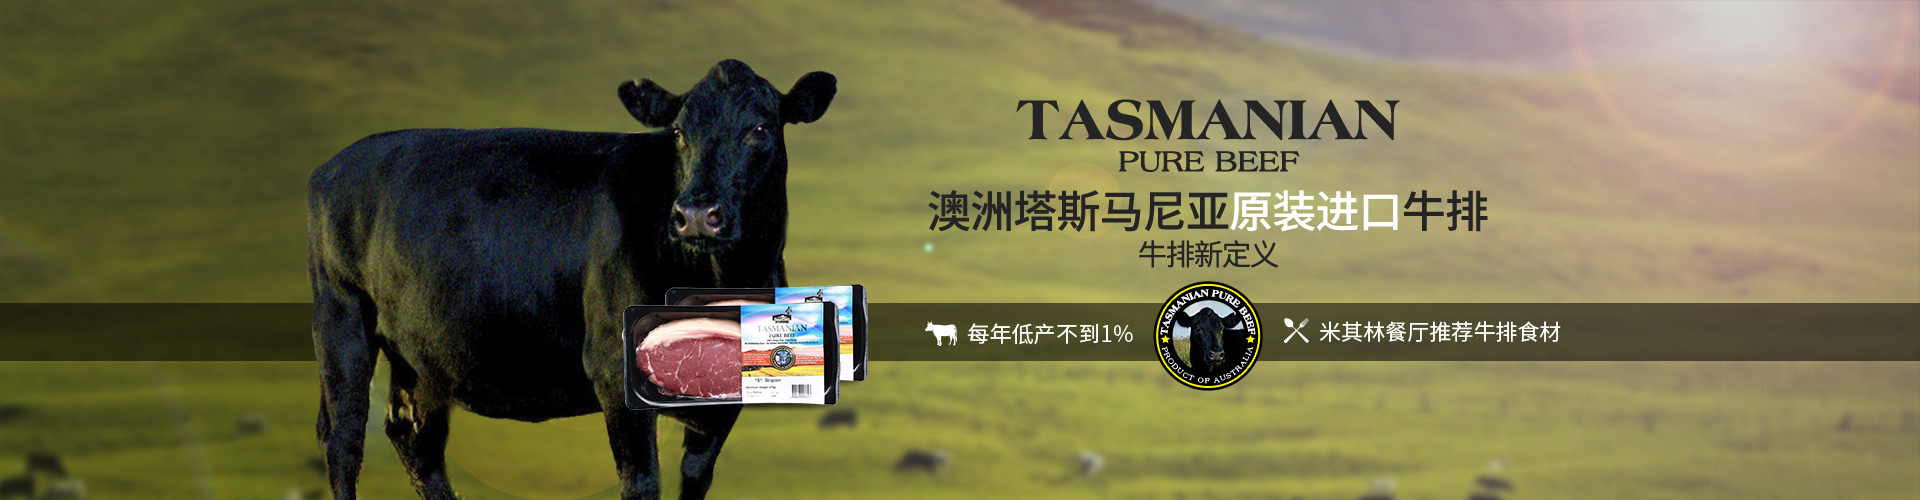 TASMANIAN
PURE BEEF
澳洲塔斯马尼亚原装进口牛排
牛排新定义
每年低产不到1%
TASMANIAN PURE BEEF
PRODUCT OF AUSTRALIA
米其林餐厅推荐牛排食材
TASMANIAN
PURE BEEF